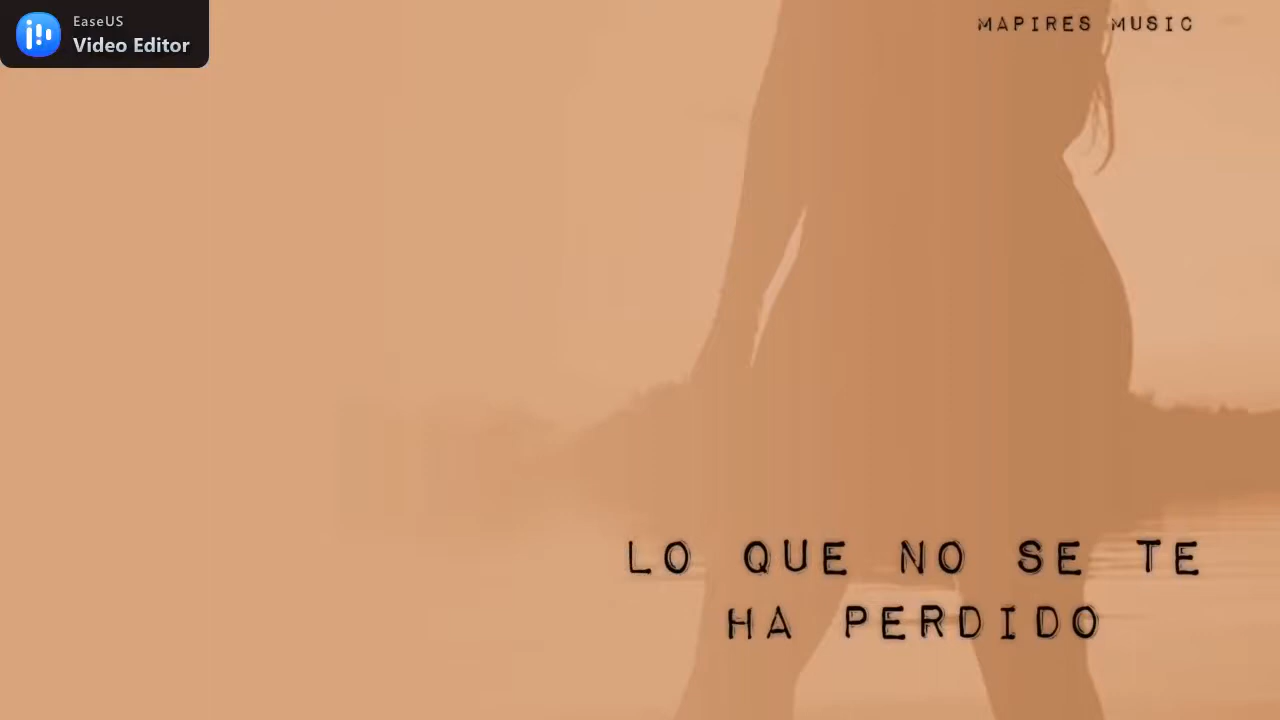 EaseUS
Video Editor
MAPIRES MUSIC
LO QUE NO SE TE
HA PERDIDO